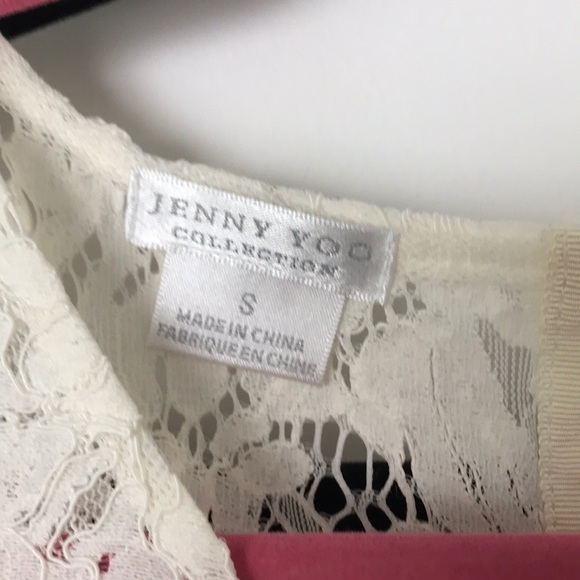 JENNY YOO
COLLECTION
S
MADE IN CHINA
FABRIQUE EN CHINE